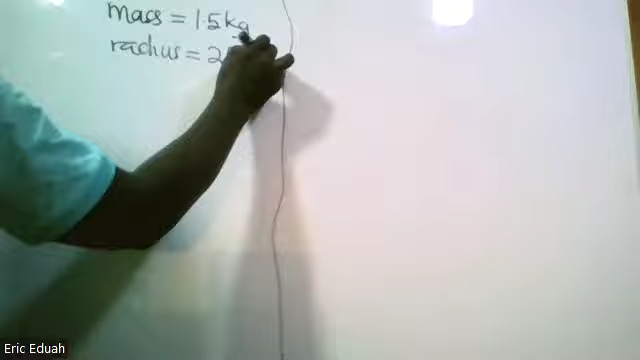 mass = 1.5kg
radius = 2
Eric Eduah